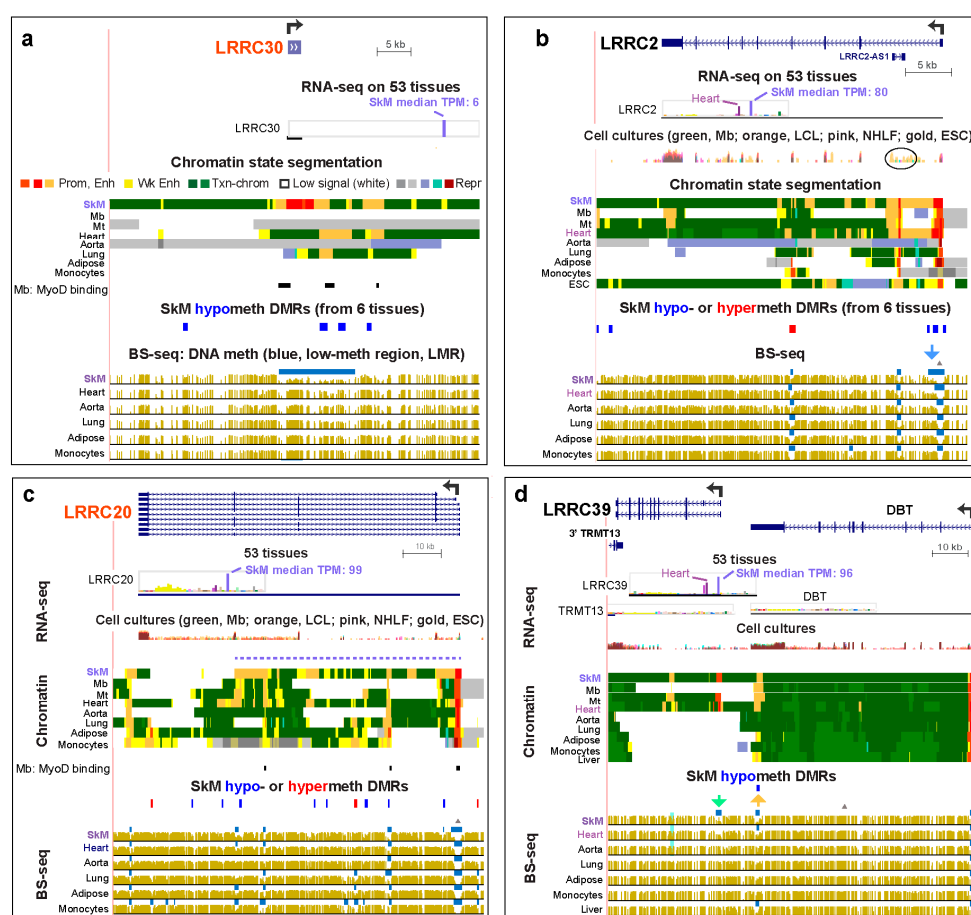 a
LRRC30
5 kb
RNA-seq on 53 tissues
SkM median TPM: 6
LRRC30
Chromatin state segmentation
Prom, Enh Wk Enh Txn-chrom Low signal (white) Repr
SkM
Mb
Mt
Heart
Aorta
Lung
Adipose
Monocytes
Mb: MyoD binding
SkM hypometh DMRs (from 6 tissues)
BS-seq: DNA meth (blue, low-meth region, LMR)
SkM
Heart
Aorta
Lung
Adipose
Monocytes
b
LRRC2
LRRC2-AS1
5 kb
RNA-seq on 53 tissues
SkM median TPM: 80
Heart
LRRC2
Cell cultures (green, Mb; orange, LCL; pink, NHLF; gold, ESC)
Chromatin state segmentation
SkM
Mb
Mt
Heart
Aorta
Lung
Adipose
Monocytes
ESC
SkM hypo- or hypermeth DMRs (from 6 tissues)
BS-seq
SkM
Heart
Aorta
Lung
Adipose
Monocytes
c
LRRC20
10 kb
53 tissues
SkM median TPM: 99
LRRC20
RNA-seq
Cell cultures (green, Mb; orange, LCL; pink, NHLF; gold, ESC)
Chromatin
SkM
Mb
Mt
Heart
Aorta
Lung
Adipose
Monocytes
Mb: MyoD binding
SkM hypo- or hypermeth DMRs
BS-seq
SkM
Heart
Aorta
Lung
Adipose
Monocytes
d
LRRC39
DBT
3' TRMT13
10 kb
53 tissues
Heart
SkM median TPM: 96
LRRC39
DBT
TRMT13
RNA-seq
Cell cultures
Chromatin
SkM
Mb
Mt
Heart
Aorta
Lung
Adipose
Monocytes
Liver
SkM hypometh DMRs
BS-seq
SkM
Heart
Aorta
Lung
Adipose
Monocytes
Liver